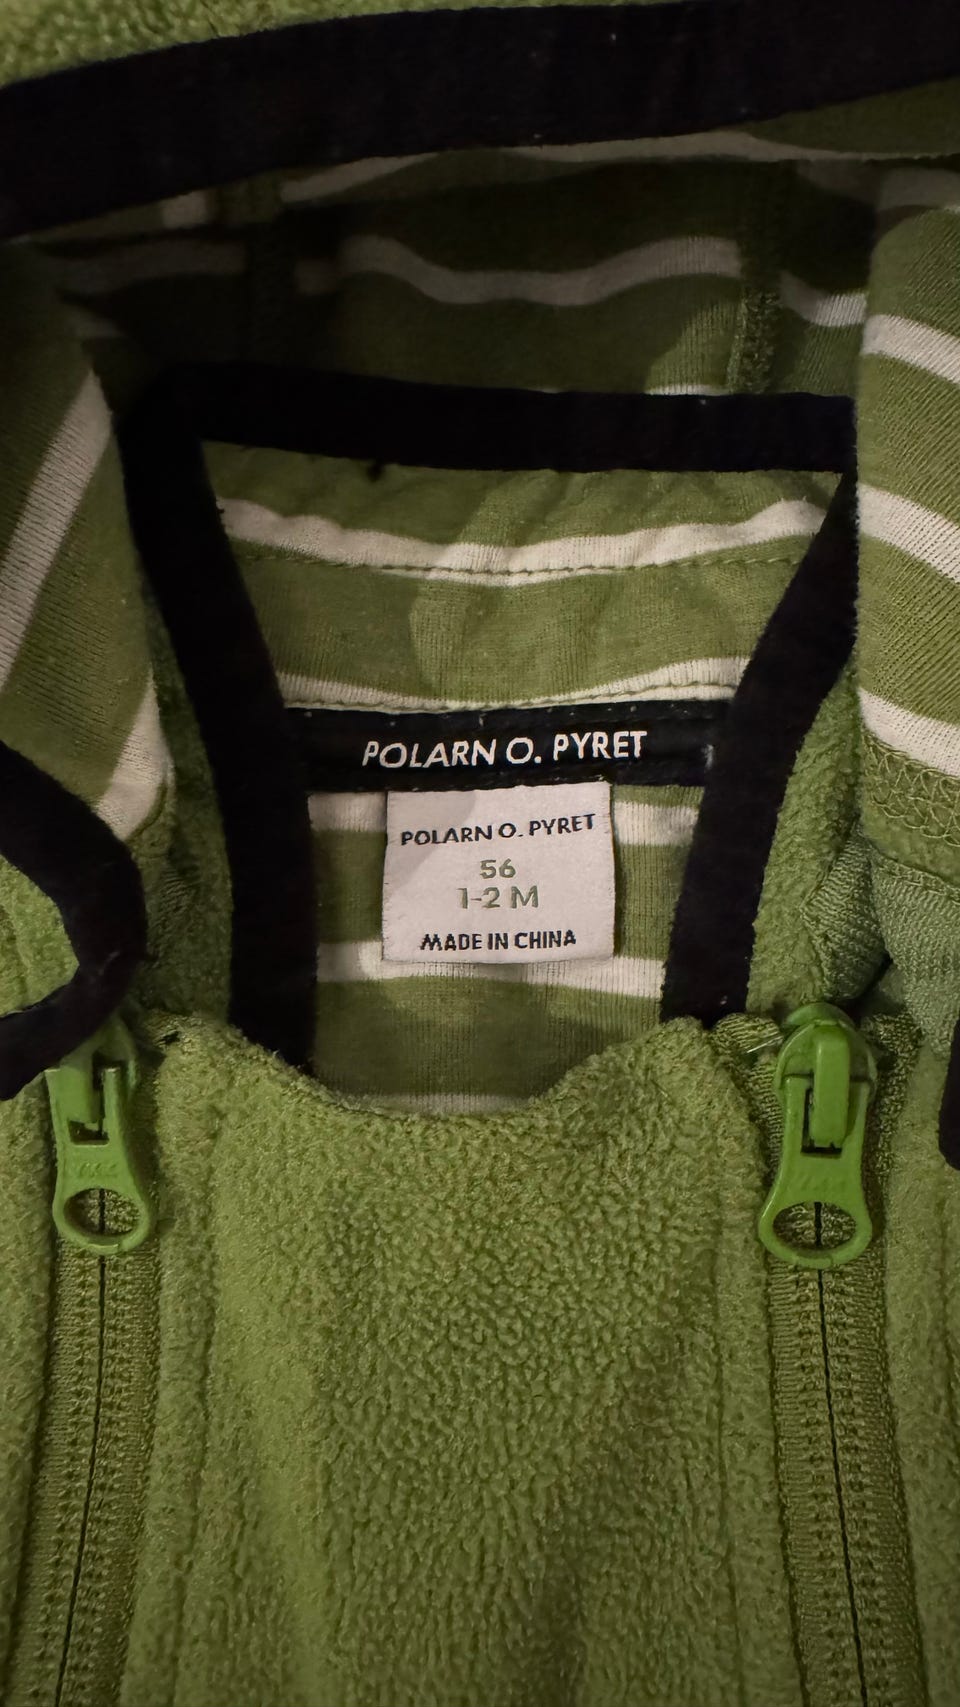 POLARN O. PYRET
POLARN O. PYRET
56
1-2 M
MADE IN CHINA